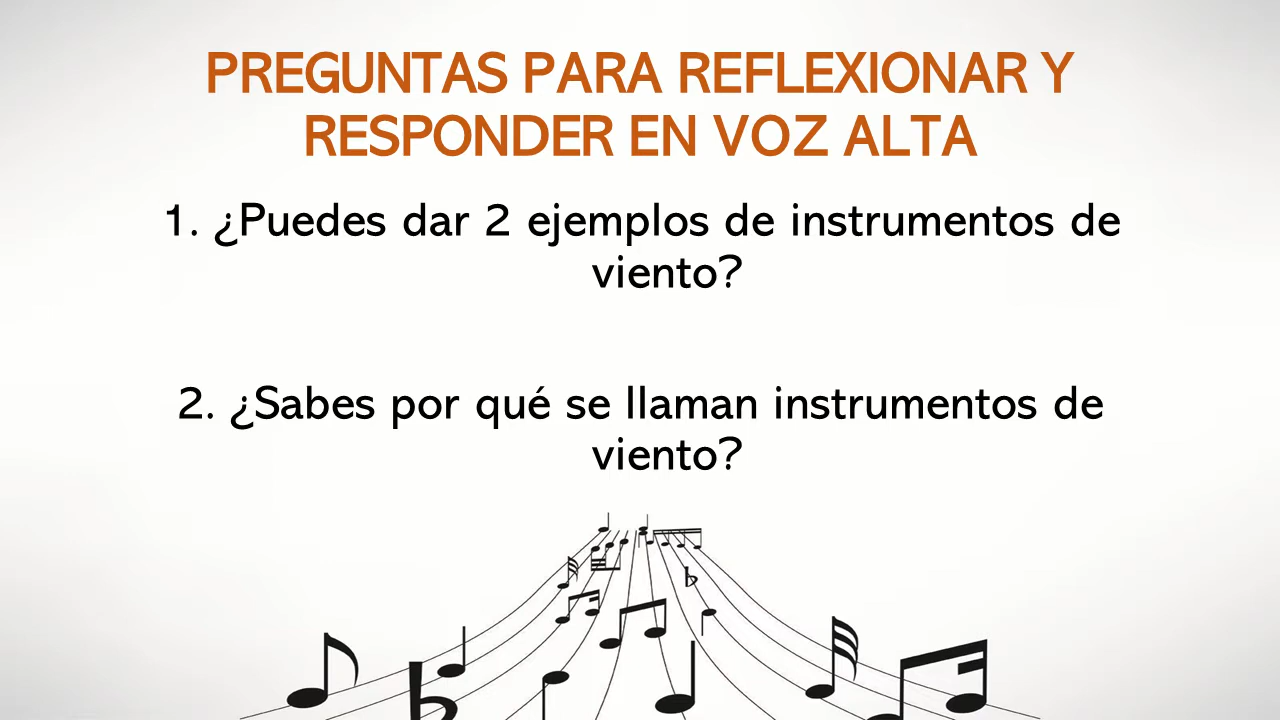 PREGUNTAS PARA REFLEXIONAR Y
RESPONDER EN VOZ ALTA
1. ¿Puedes dar 2 ejemplos de instrumentos de
viento?
2. ¿Sabes por qué se llaman instrumentos de
viento?